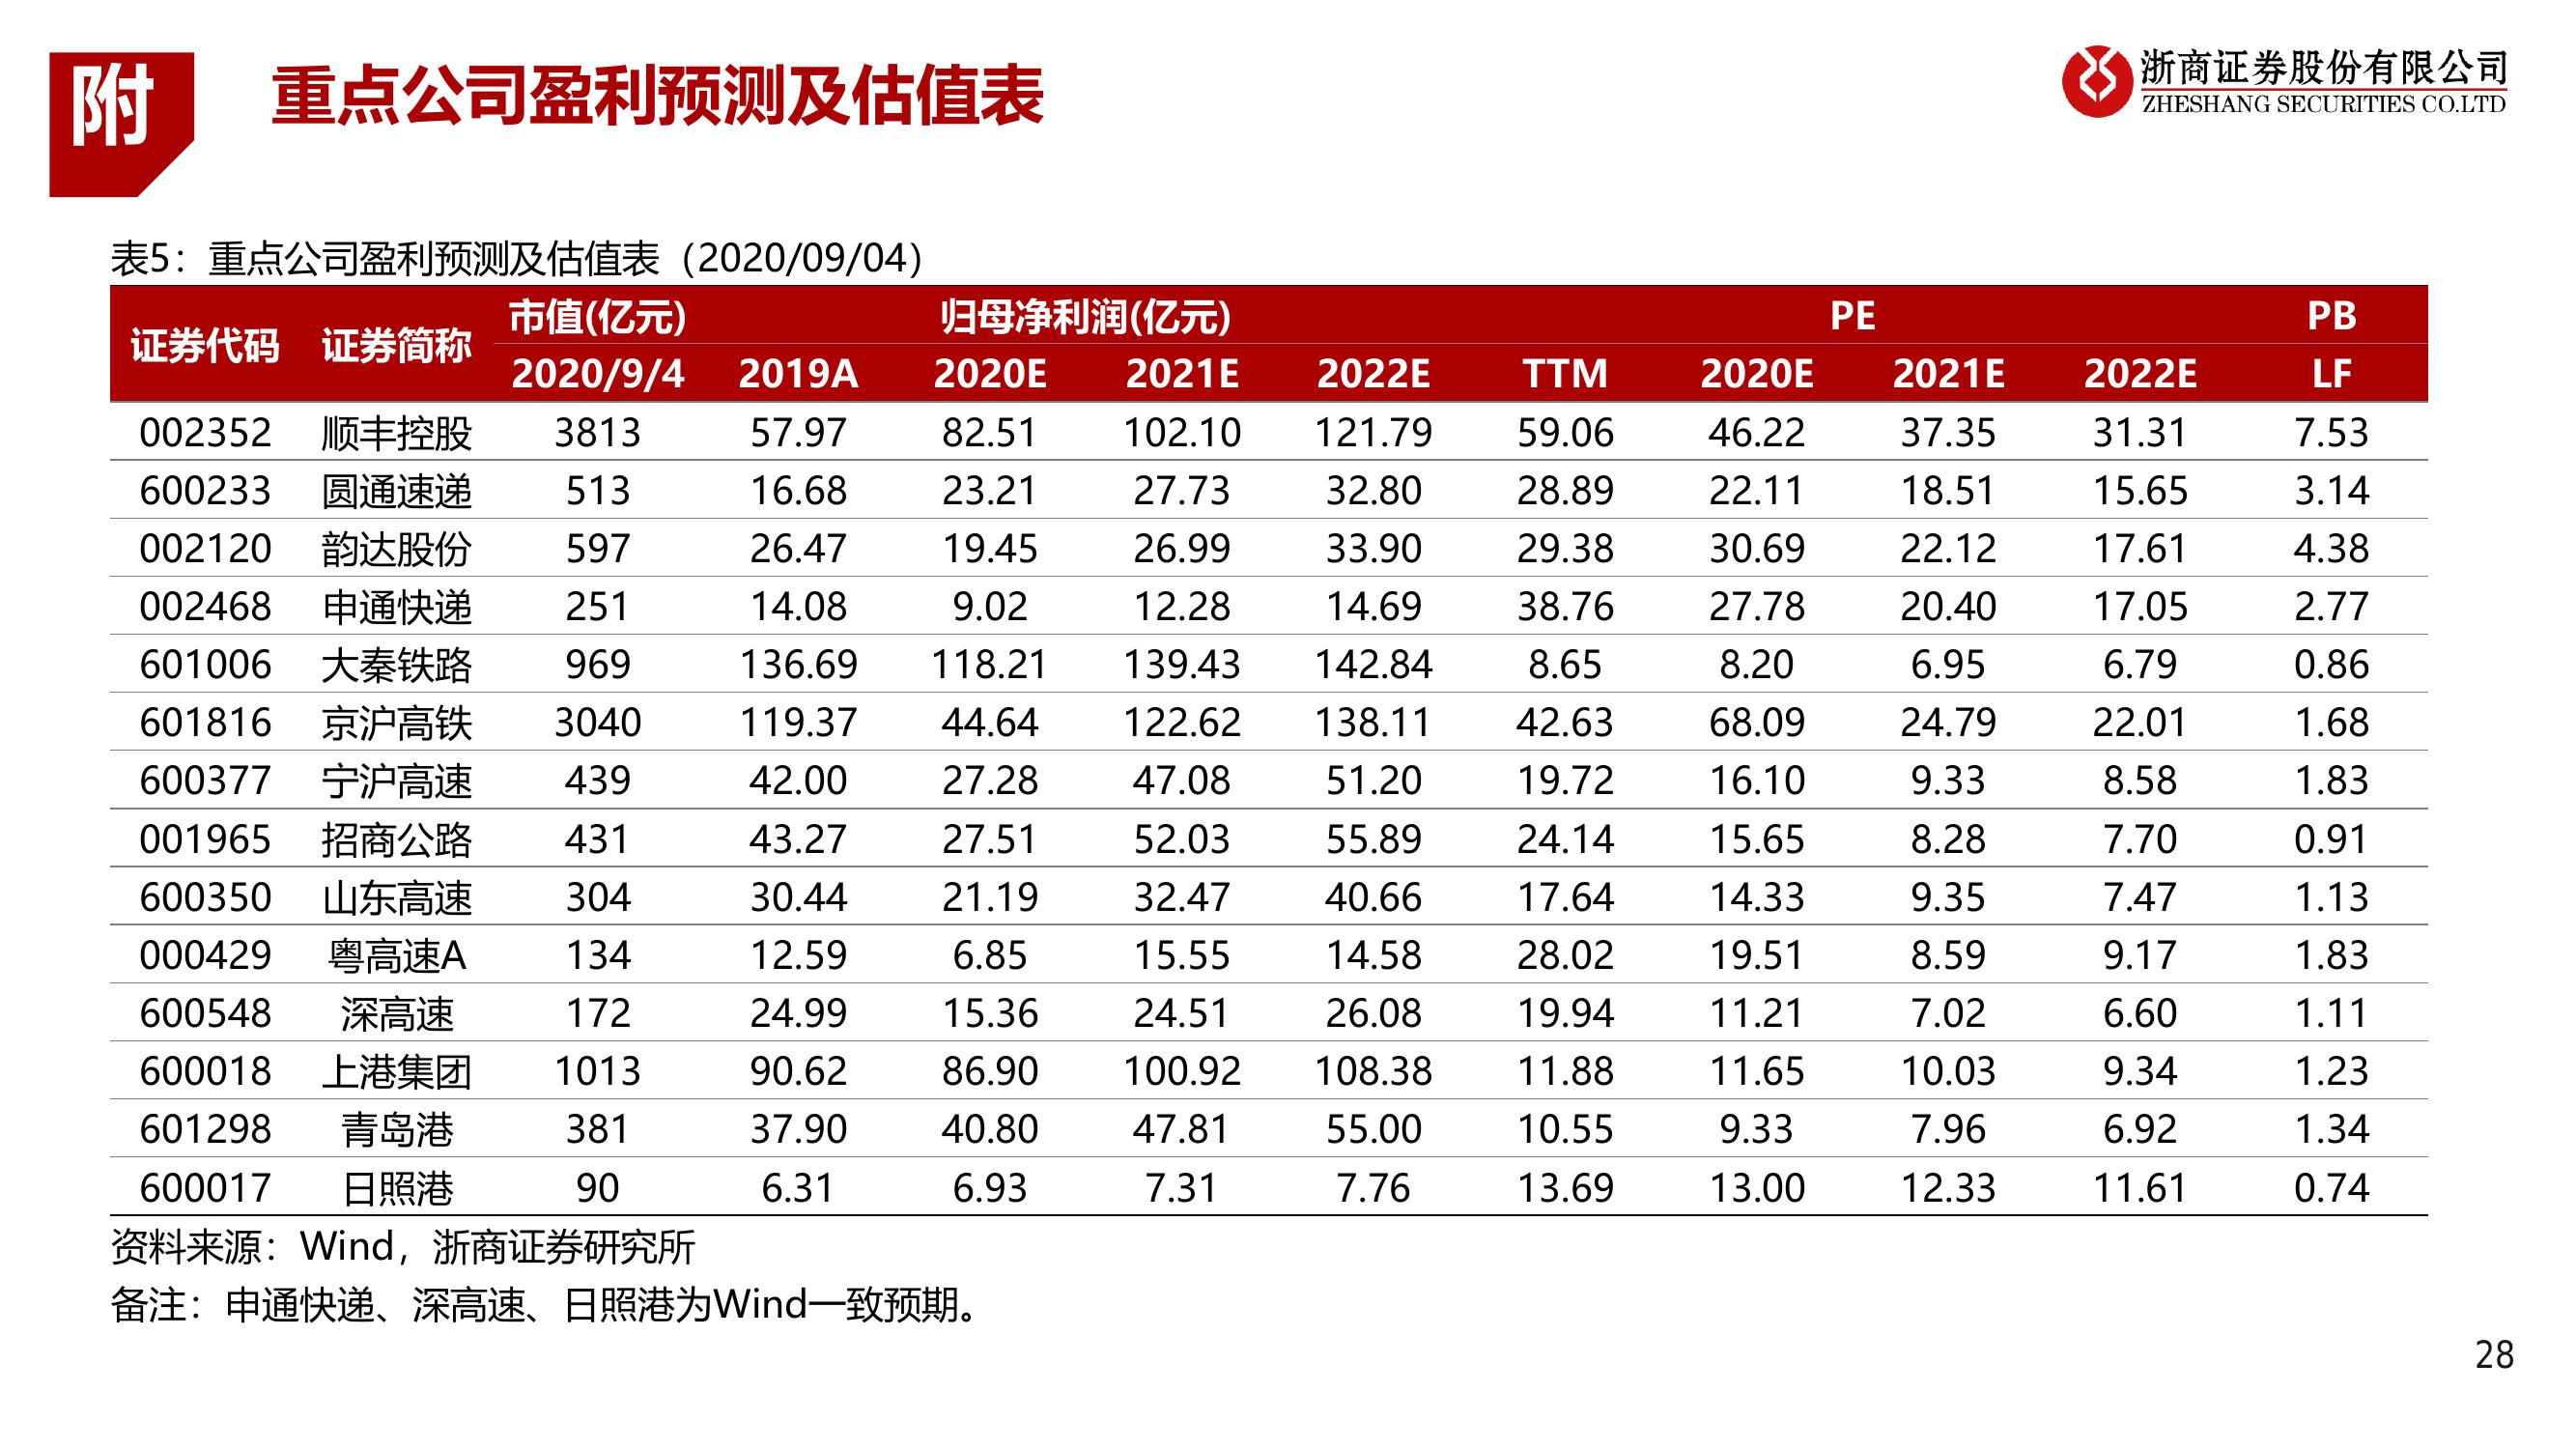 附
重点公司盈利预测及估值表
浙商证券股份有限公司
ZHESHANG SECURITIES CO.LTD
表5：重点公司盈利预测及估值表（2020/09/04）
证券代码 证券简称 市值(亿元) 归母净利润(亿元) PE PB
2020/9/4 2019A 2020E 2021E 2022E TTM 2020E 2021E 2022E LF
002352 顺丰控股 3813 57.97 82.51 102.10 121.79 59.06 46.22 37.35 31.31 7.53
600233 圆通速递 513 16.68 23.21 27.73 32.80 28.89 22.11 18.51 15.65 3.14
002120 韵达股份 597 26.47 19.45 26.99 33.90 29.38 30.69 22.12 17.61 4.38
002468 申通快递 251 14.08 9.02 12.28 14.69 38.76 27.78 20.40 17.05 2.77
601006 大秦铁路 969 136.69 118.21 139.43 142.84 8.65 8.20 6.95 6.79 0.86
601816 京沪高铁 3040 119.37 44.64 122.62 138.11 42.63 68.09 24.79 22.01 1.68
600377 宁沪高速 439 42.00 27.28 47.08 51.20 19.72 16.10 9.33 8.58 1.83
001965 招商公路 431 43.27 27.51 52.03 55.89 24.14 15.65 8.28 7.70 0.91
600350 山东高速 304 30.44 21.19 32.47 40.66 17.64 14.33 9.35 7.47 1.13
000429 粤高速A 134 12.59 6.85 15.55 14.58 28.02 19.51 8.59 9.17 1.83
600548 深高速 172 24.99 15.36 24.51 26.08 19.94 11.21 7.02 6.60 1.11
600018 上港集团 1013 90.62 86.90 100.92 108.38 11.88 11.65 10.03 9.34 1.23
601298 青岛港 381 37.90 40.80 47.81 55.00 10.55 9.33 7.96 6.92 1.34
600017 日照港 90 6.31 6.93 7.31 7.76 13.69 13.00 12.33 11.61 0.74
资料来源：Wind，浙商证券研究所
备注：申通快递、深高速、日照港为Wind一致预期。
28